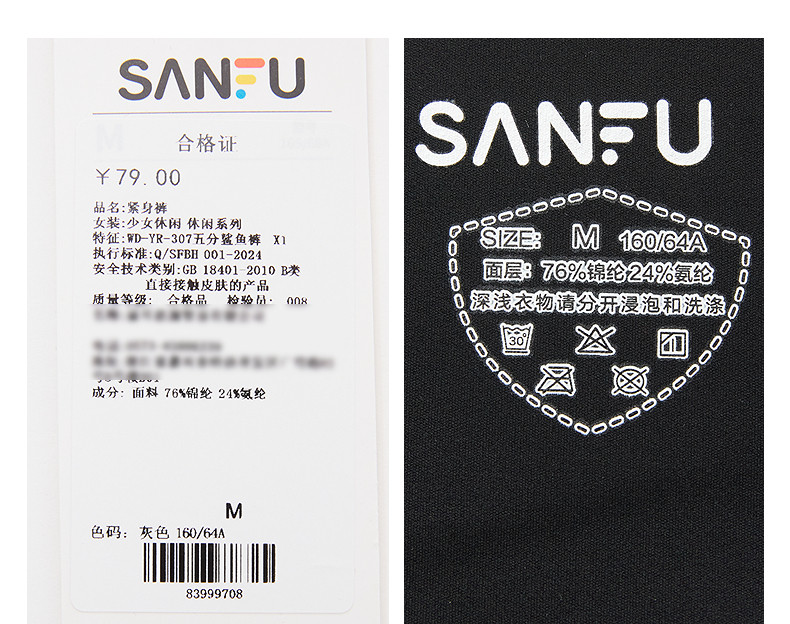 SANFU
合格证
￥79.00
品名:紧身裤
女装:少女休闲 休闲系列
特征:WD-YR-307五分鲨鱼裤 X1
执行标准:Q/SFBH 001-2024
安全技术类别:GB 18401-2010 B类
直接接触皮肤的产品
质量等级: 合格品 检验员: 008
成分: 面料 76%锦纶 24%氨纶
M
色码: 灰色 160/64A
83999708
SANFU
SIZE: M 160/64A
面层: 76%锦纶 24%氨纶
深浅衣物请分开浸泡和洗涤
30